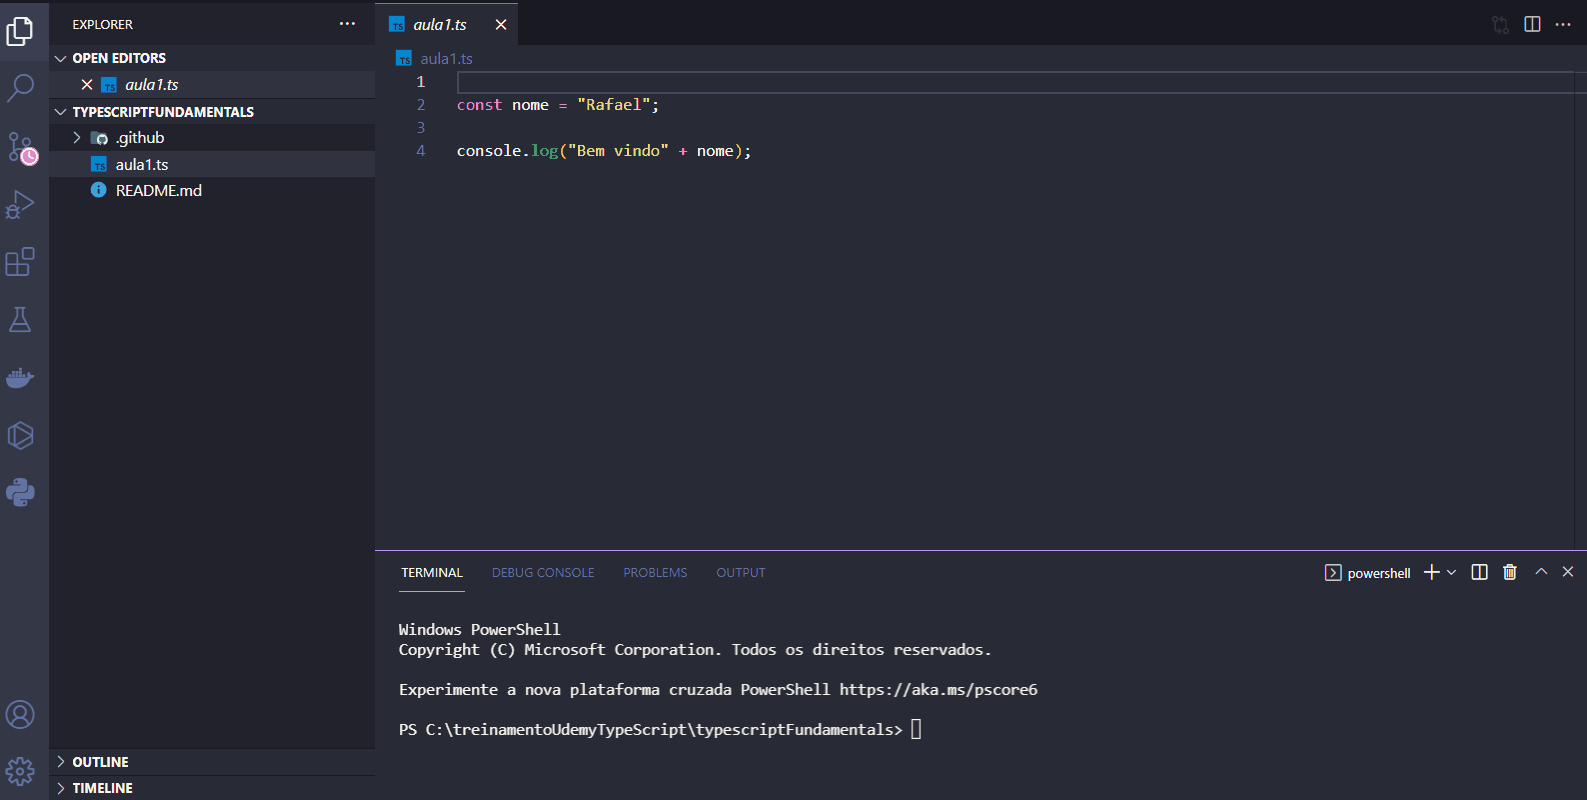 EXPLORER
OPEN EDITORS
TS aula1.ts
TYPESCRIPTFUNDAMENTALS
.github
TS aula1.ts
README.md
OUTLINE
TIMELINE
TS aula1.ts
TS aula1.ts
1
2 const nome = "Rafael";
3
4 console.log("Bem vindo" + nome);
TERMINAL DEBUG CONSOLE PROBLEMS OUTPUT powershell
Windows PowerShell
Copyright (C) Microsoft Corporation. Todos os direitos reservados.
Experimente a nova plataforma cruzada PowerShell https://aka.ms/pscore6
PS C:\treinamentoUdemyTypeScript\typescriptFundamentals>